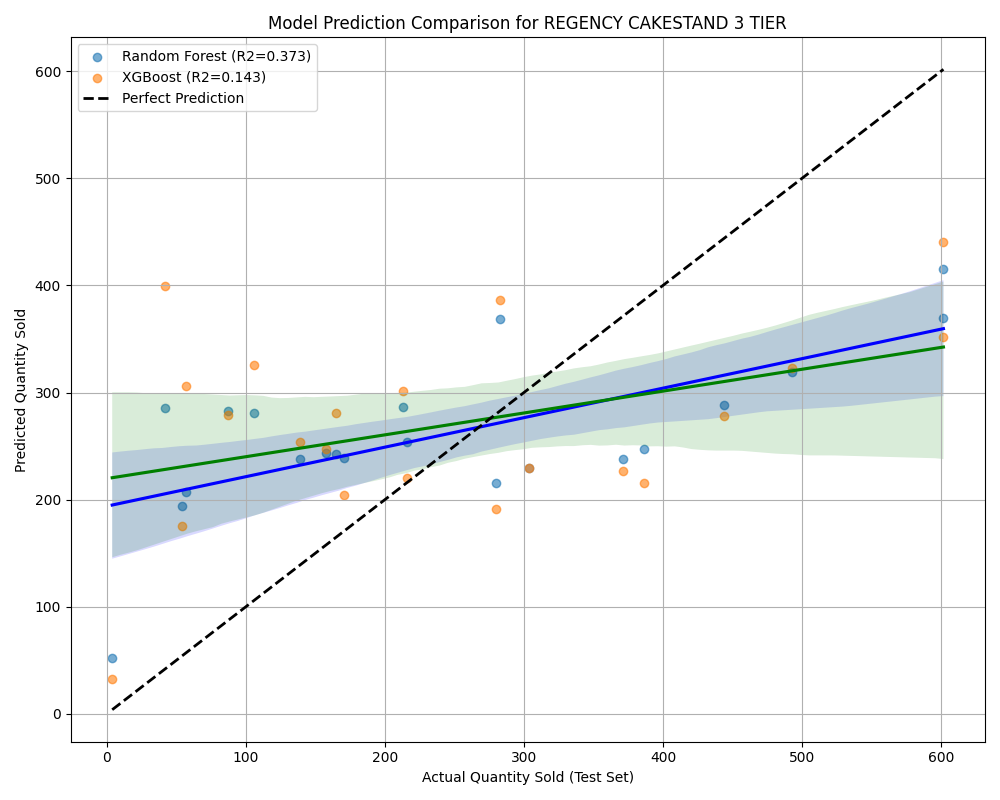 Model Prediction Comparison for REGENCY CAKESTAND 3 TIER
Random Forest (R2=0.373)
XGBoost (R2=0.143)
Perfect Prediction
Predicted Quantity Sold
600
500
400
300
200
100
0
0 100 200 300 400 500 600
Actual Quantity Sold (Test Set)